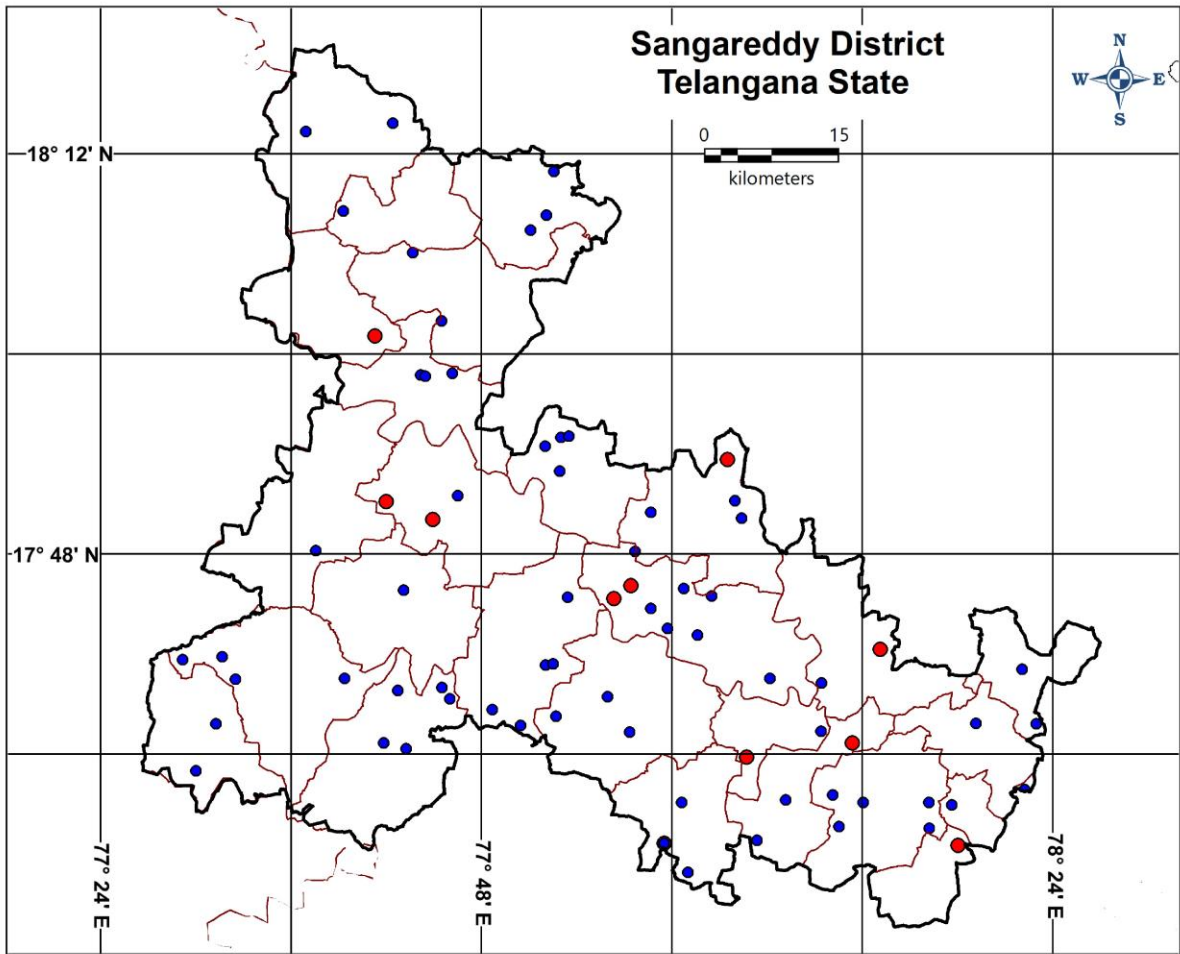 Sangareddy District
Telangana State
N
W E
S
0 15
kilometers
18° 12' N
17° 48' N
77° 24' E
77° 48' E
78° 24' E